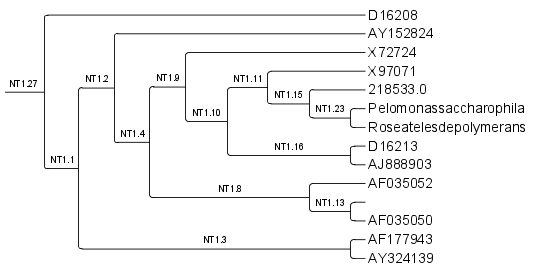 D16208
AY152824
X72724
X97071
218533.0
Pelomonassaccharophila
Roseatelesdepolymerans
D16213
AJ888903
AF035052
AF035050
AF177943
AY324139
NT1.27
NT1.2
NT1.9
NT1.11
NT1.15
NT1.23
NT1.10
NT1.4
NT1.16
NT1.1
NT1.8
NT1.13
NT1.3